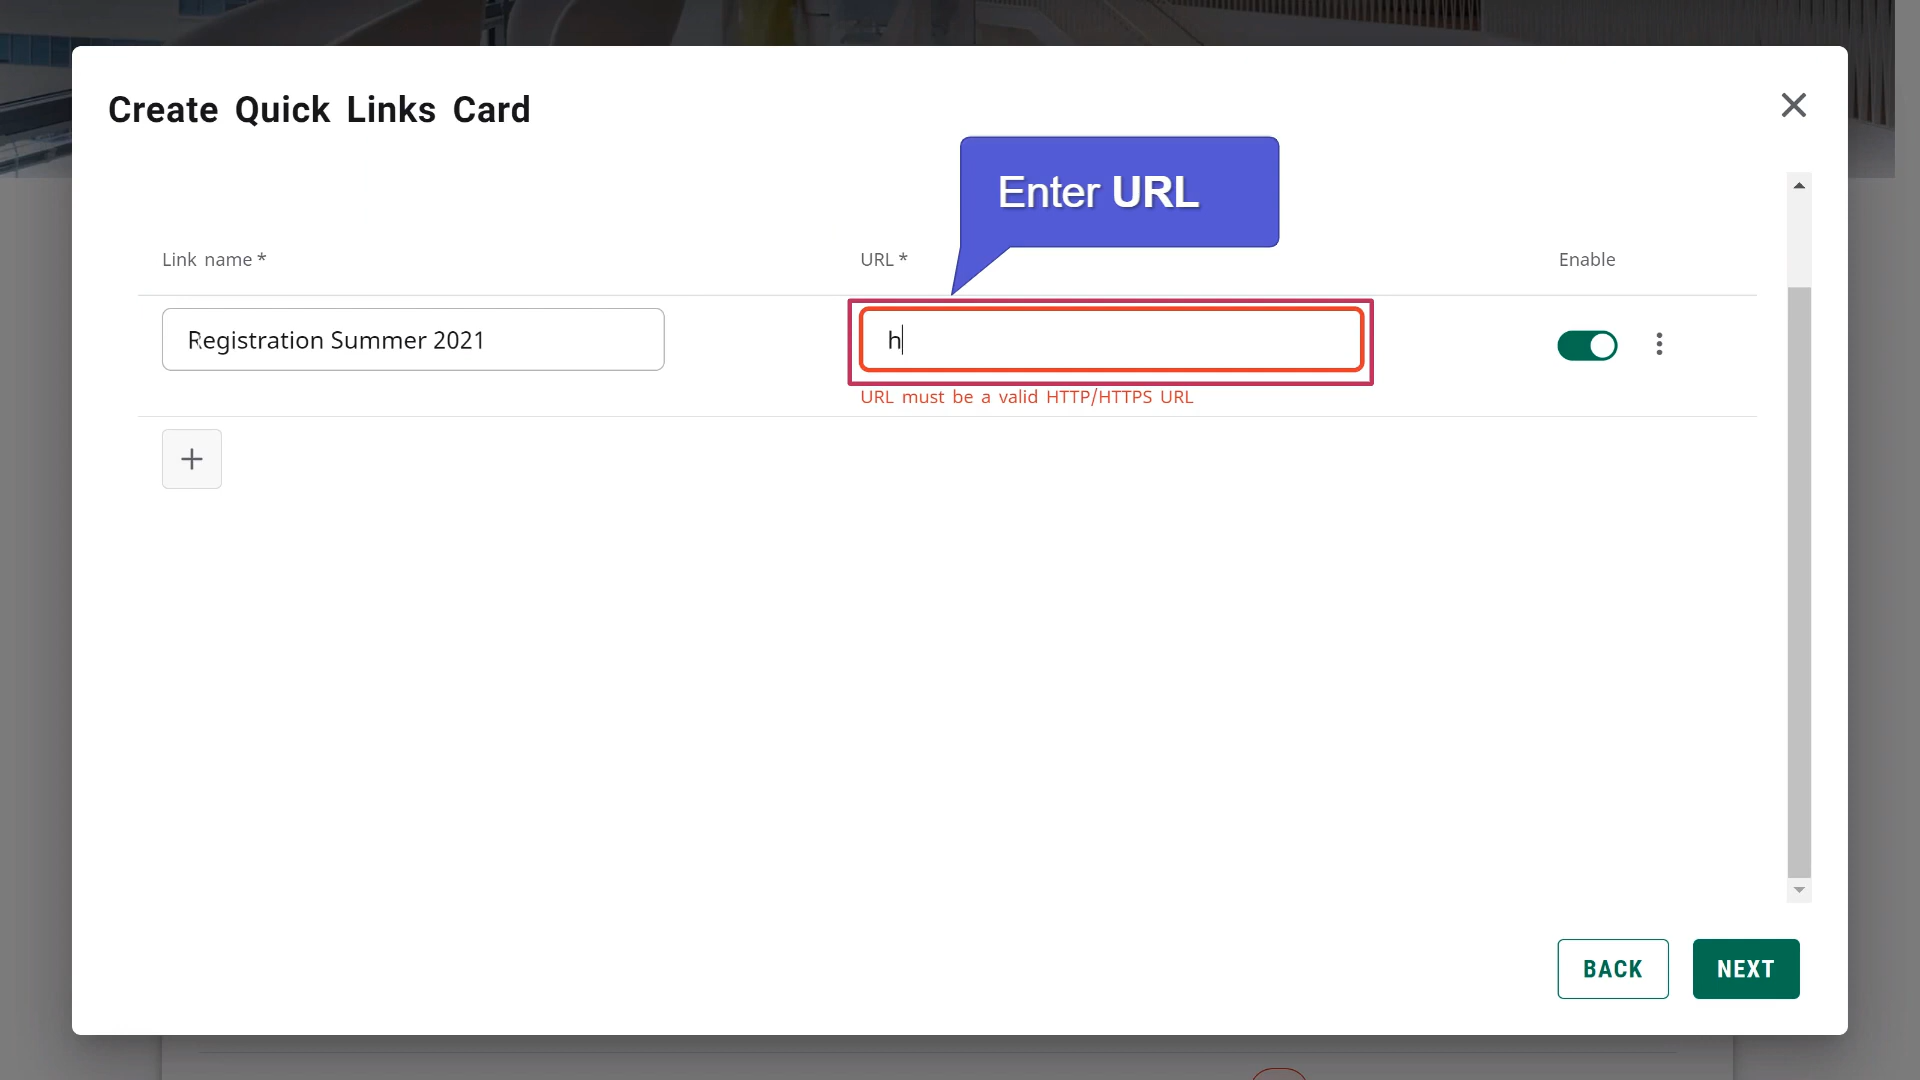 Create Quick Links Card
Enter URL
Link name *
URL *
Enable
Registration Summer 2021
h
URL must be a valid HTTP/HTTPS URL
BACK
NEXT